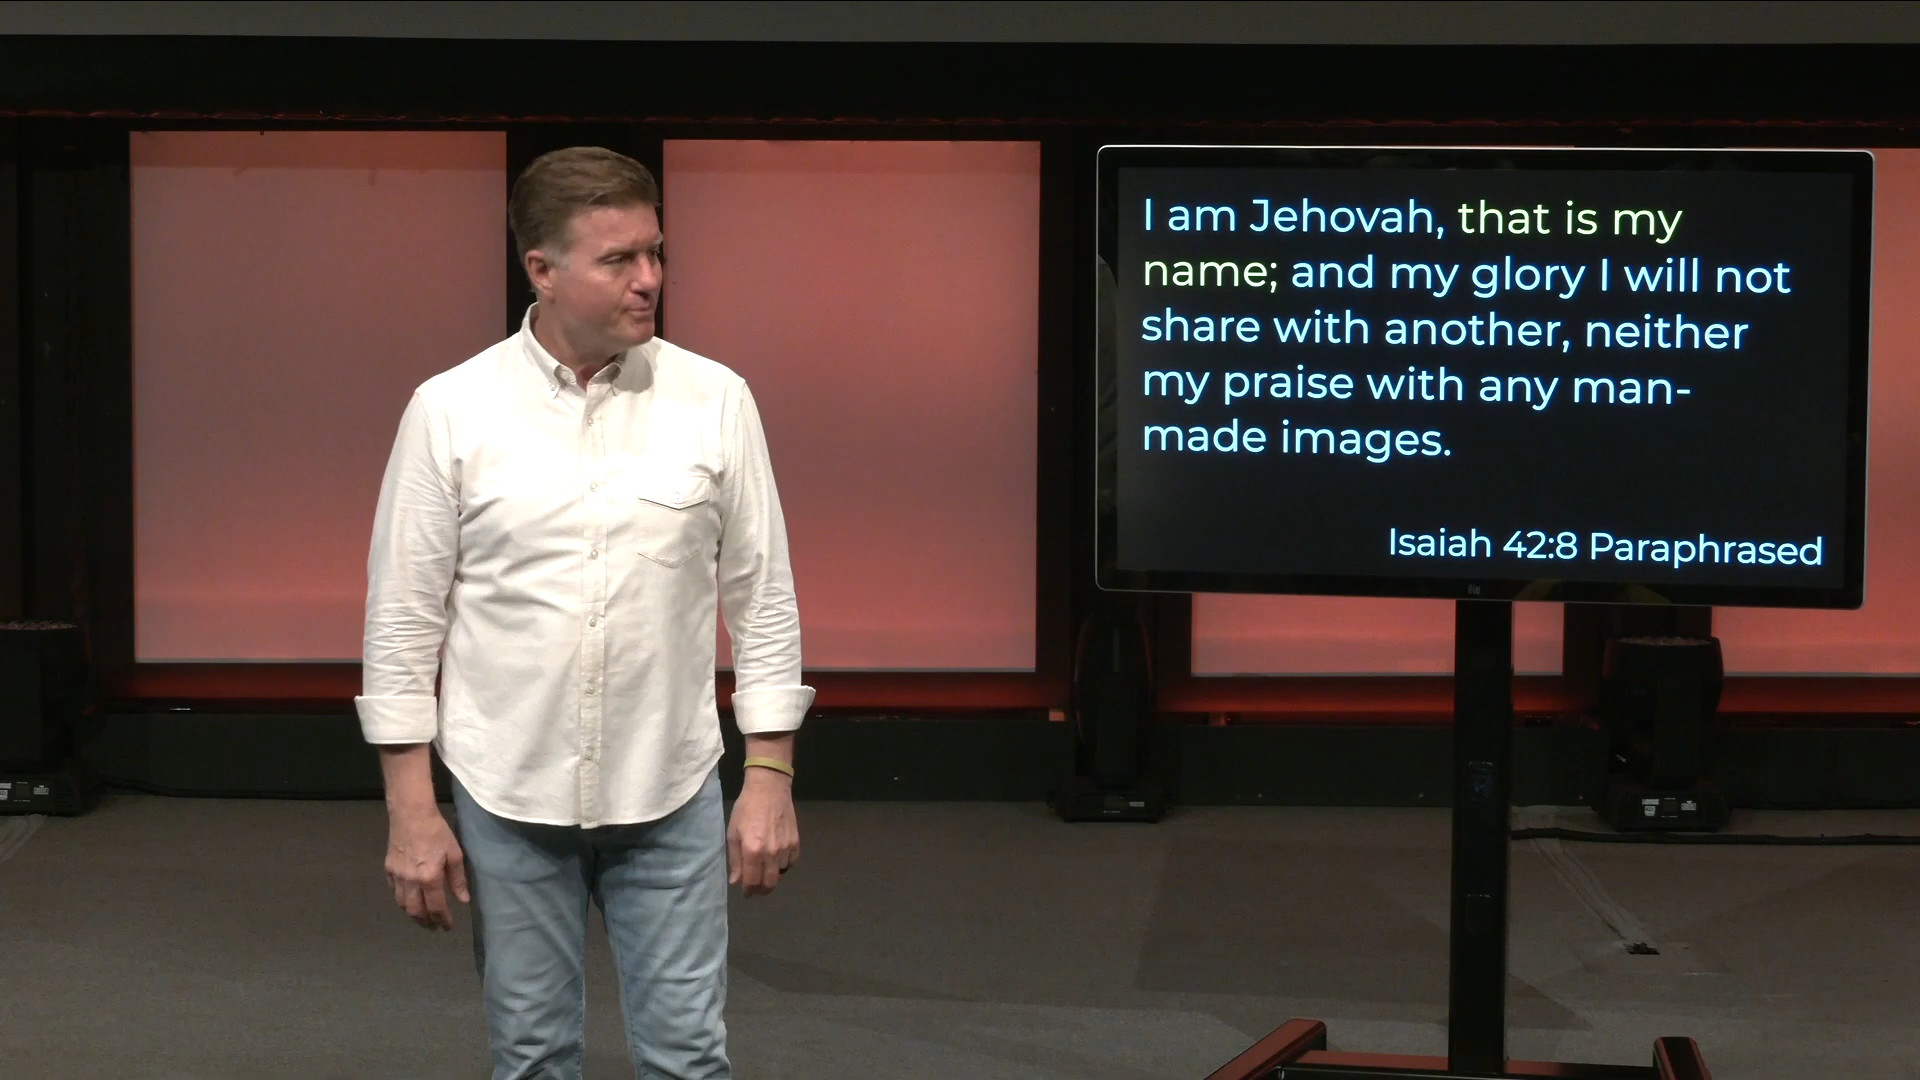 I am Jehovah, that is my
name; and my glory I will not
share with another, neither
my praise with any man-
made images.
Isaiah 42:8 Paraphrased